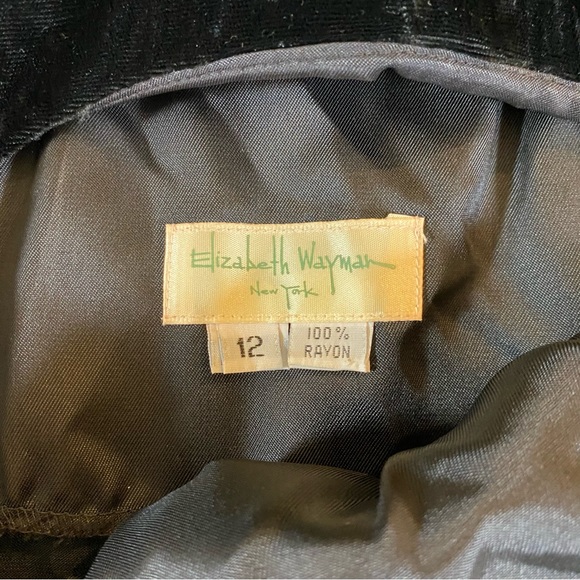 Elizabeth Wayman
New York
12
100%
RAYON